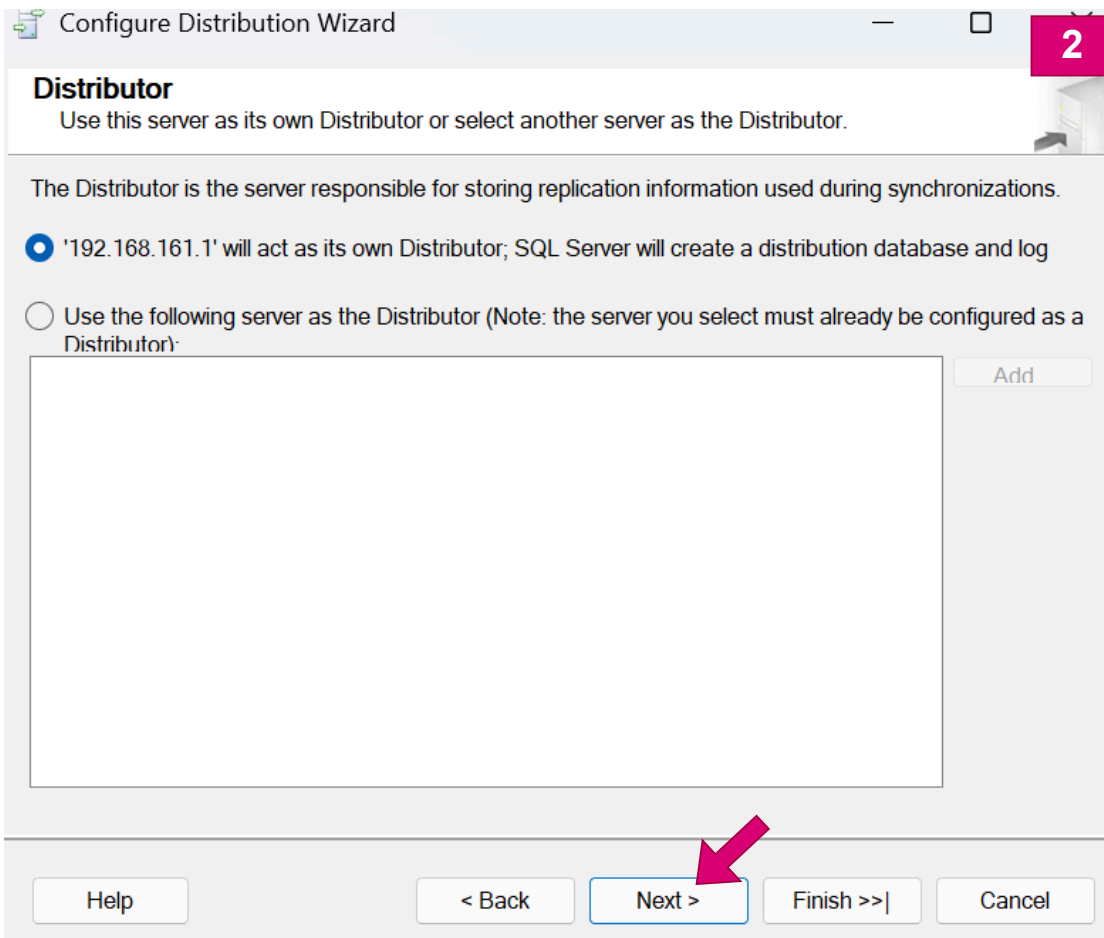 Configure Distribution Wizard
2
Distributor
Use this server as its own Distributor or select another server as the Distributor.
The Distributor is the server responsible for storing replication information used during synchronizations.
'192.168.161.1' will act as its own Distributor; SQL Server will create a distribution database and log
Use the following server as the Distributor (Note: the server you select must already be configured as a
Distributor):
Add
Help
< Back
Next >
Finish >>|
Cancel